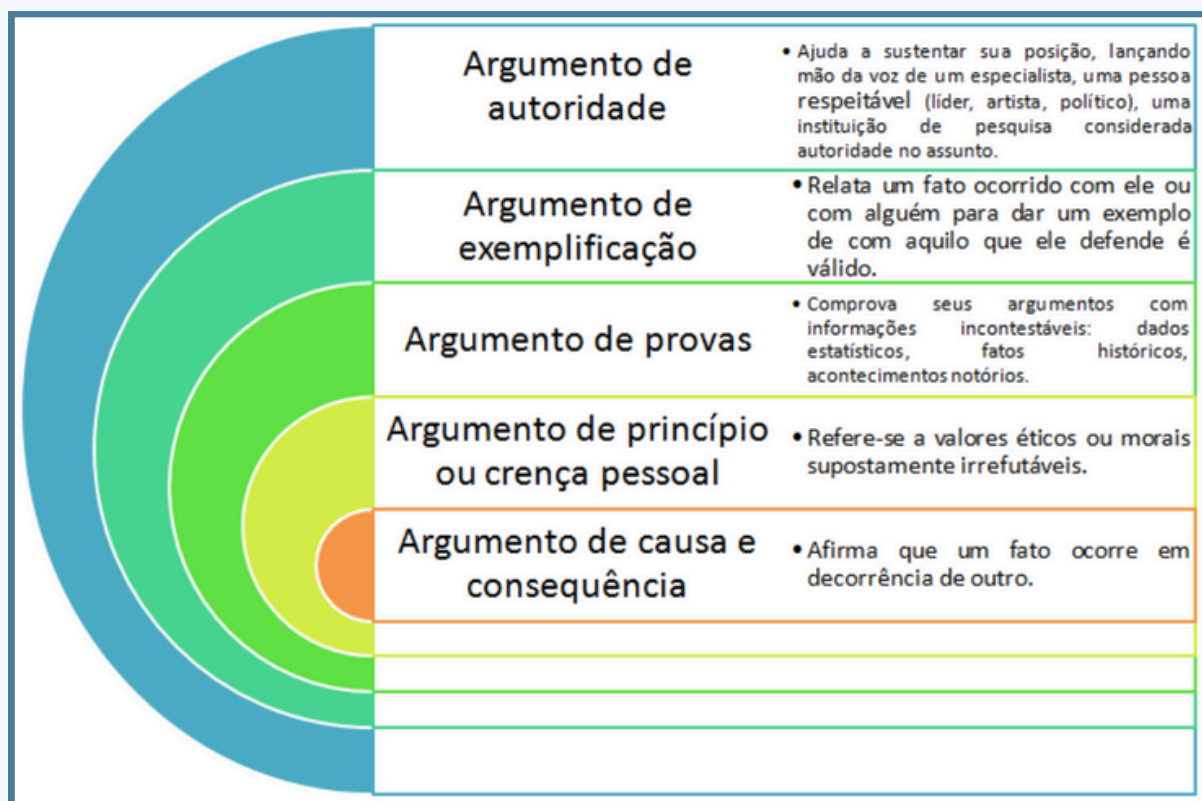 Argumento de
autoridade
• Ajuda a sustentar sua posição, lançando
mão da voz de um especialista, uma pessoa
respeitável (líder, artista, político), uma
instituição de pesquisa considerada
autoridade no assunto.
Argumento de
exemplificação
• Relata um fato ocorrido com ele ou
com alguém para dar um exemplo
de com aquilo que ele defende é
válido.
Argumento de provas
• Comprova seus argumentos com
informações incontestáveis: dados
estatísticos, fatos históricos,
acontecimentos notórios.
Argumento de princípio
ou crença pessoal
• Refere-se a valores éticos ou morais
supostamente irrefutáveis.
Argumento de causa e
consequência
• Afirma que um fato ocorre em
decorrência de outro.